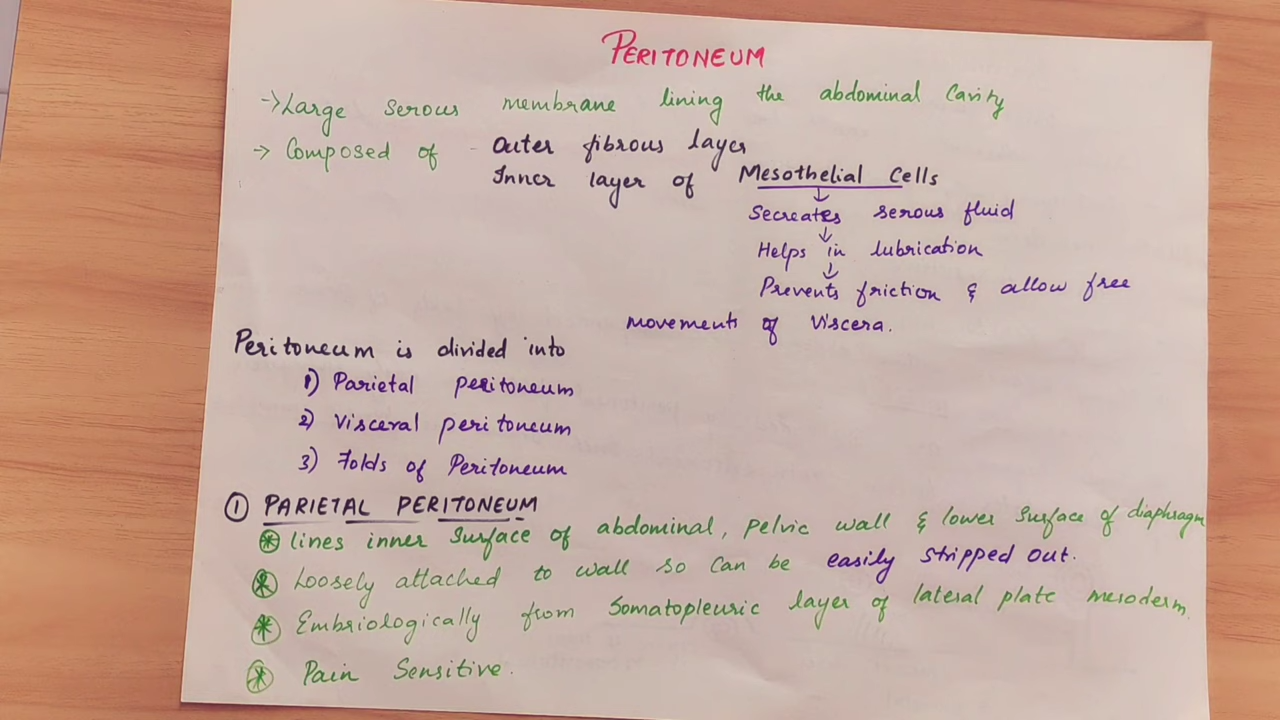 PERITONEUM
→ Large serous membrane lining the abdominal Cavity
→ Composed of - Outer fibrous layer
Inner layer of Mesothelial Cells
↓
Secreates serous fluid
↓
Helps in lubrication
↓
Prevents friction & allow free
movements of Viscera.
Peritoneum is divided into
1) Parietal peritoneum
2) Visceral peritoneum
3) Folds of Peritoneum
① PARIETAL PERITONEUM
* lines inner surface of abdominal, pelvic wall & lower surface of diaphragm
* Loosely attached to wall so can be easily stripped out.
* Embriologically from Somatopleuric layer of lateral plate mesoderm.
* Pain Sensitive.